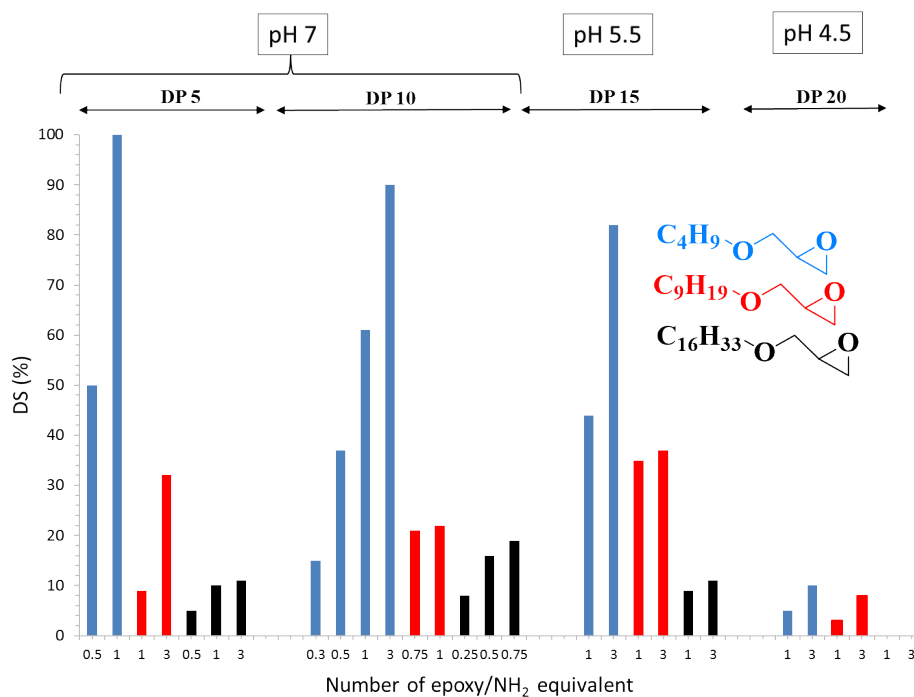 pH 7
pH 5.5
pH 4.5
DP 5
DP 10
DP 15
DP 20
100
90
80
70
60
50
40
30
20
10
0
DS (%)
C₄H₉ O O
C₉H₁₉ O O
C₁₆H₃₃ O O
0.5 1 1 3 0.5 1 3 0.3 0.5 1 3 0.75 1 0.25 0.5 0.75 1 3 1 3 1 3 1 3 1 3 1 3
Number of epoxy/NH₂ equivalent